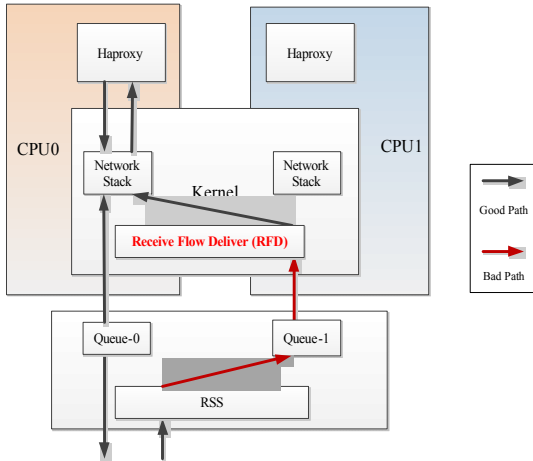 Haproxy
Haproxy
CPU0
CPU1
Network
Stack
Network
Stack
Kernel
Receive Flow Deliver (RFD)
Good Path
Bad Path
Queue-0
Queue-1
RSS